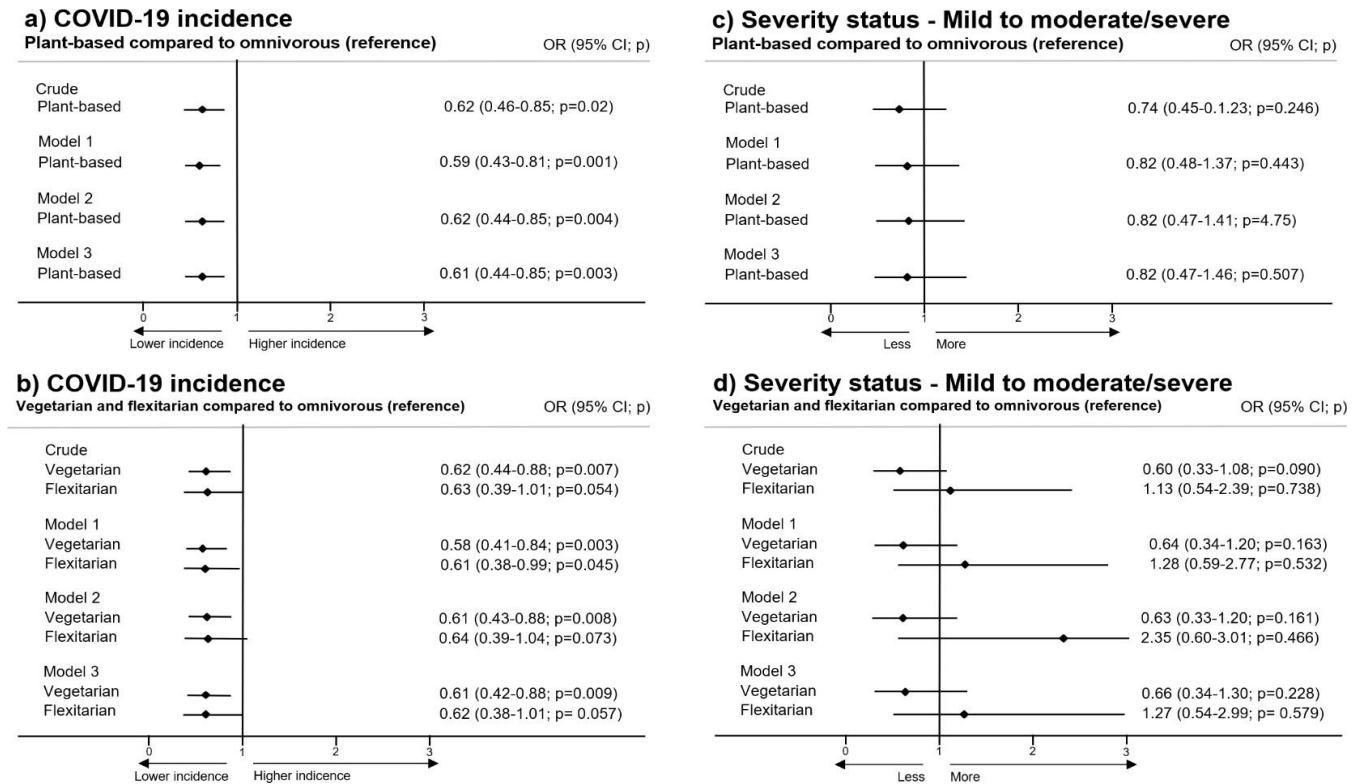 a) COVID-19 incidence
Plant-based compared to omnivorous (reference) OR (95% CI; p)
Crude
Plant-based 0.62 (0.46-0.85; p=0.02)
Model 1
Plant-based 0.59 (0.43-0.81; p=0.001)
Model 2
Plant-based 0.62 (0.44-0.85; p=0.004)
Model 3
Plant-based 0.61 (0.44-0.85; p=0.003)
0 1 2 3
Lower incidence Higher incidence
b) COVID-19 incidence
Vegetarian and flexitarian compared to omnivorous (reference) OR (95% CI; p)
Crude
Vegetarian 0.62 (0.44-0.88; p=0.007)
Flexitarian 0.63 (0.39-1.01; p=0.054)
Model 1
Vegetarian 0.58 (0.41-0.84; p=0.003)
Flexitarian 0.61 (0.38-0.99; p=0.045)
Model 2
Vegetarian 0.61 (0.43-0.88; p=0.008)
Flexitarian 0.64 (0.39-1.04; p=0.073)
Model 3
Vegetarian 0.61 (0.42-0.88; p=0.009)
Flexitarian 0.62 (0.38-1.01; p= 0.057)
0 1 2 3
Lower incidence Higher indicence
c) Severity status - Mild to moderate/severe
Plant-based compared to omnivorous (reference) OR (95% CI; p)
Crude
Plant-based 0.74 (0.45-0.1.23; p=0.246)
Model 1
Plant-based 0.82 (0.48-1.37; p=0.443)
Model 2
Plant-based 0.82 (0.47-1.41; p=4.75)
Model 3
Plant-based 0.82 (0.47-1.46; p=0.507)
0 1 2 3
Less More
d) Severity status - Mild to moderate/severe
Vegetarian and flexitarian compared to omnivorous (reference) OR (95% CI; p)
Crude
Vegetarian 0.60 (0.33-1.08; p=0.090)
Flexitarian 1.13 (0.54-2.39; p=0.738)
Model 1
Vegetarian 0.64 (0.34-1.20; p=0.163)
Flexitarian 1.28 (0.59-2.77; p=0.532)
Model 2
Vegetarian 0.63 (0.33-1.20; p=0.161)
Flexitarian 2.35 (0.60-3.01; p=0.466)
Model 3
Vegetarian 0.66 (0.34-1.30; p=0.228)
Flexitarian 1.27 (0.54-2.99; p= 0.579)
0 1 2 3
Less More